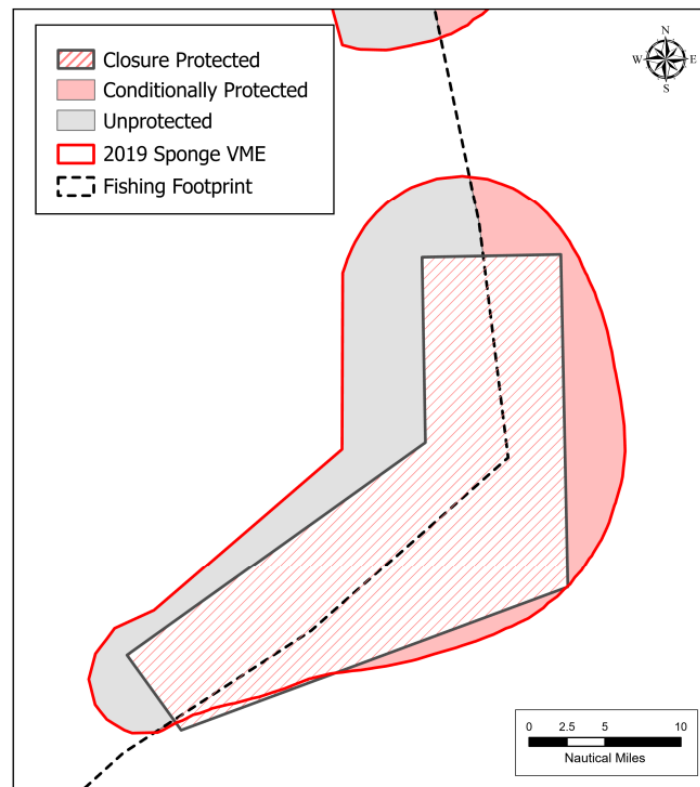 Closure Protected
Conditionally Protected
Unprotected
2019 Sponge VME
Fishing Footprint
N
W E
S
0 2.5 5 10
Nautical Miles